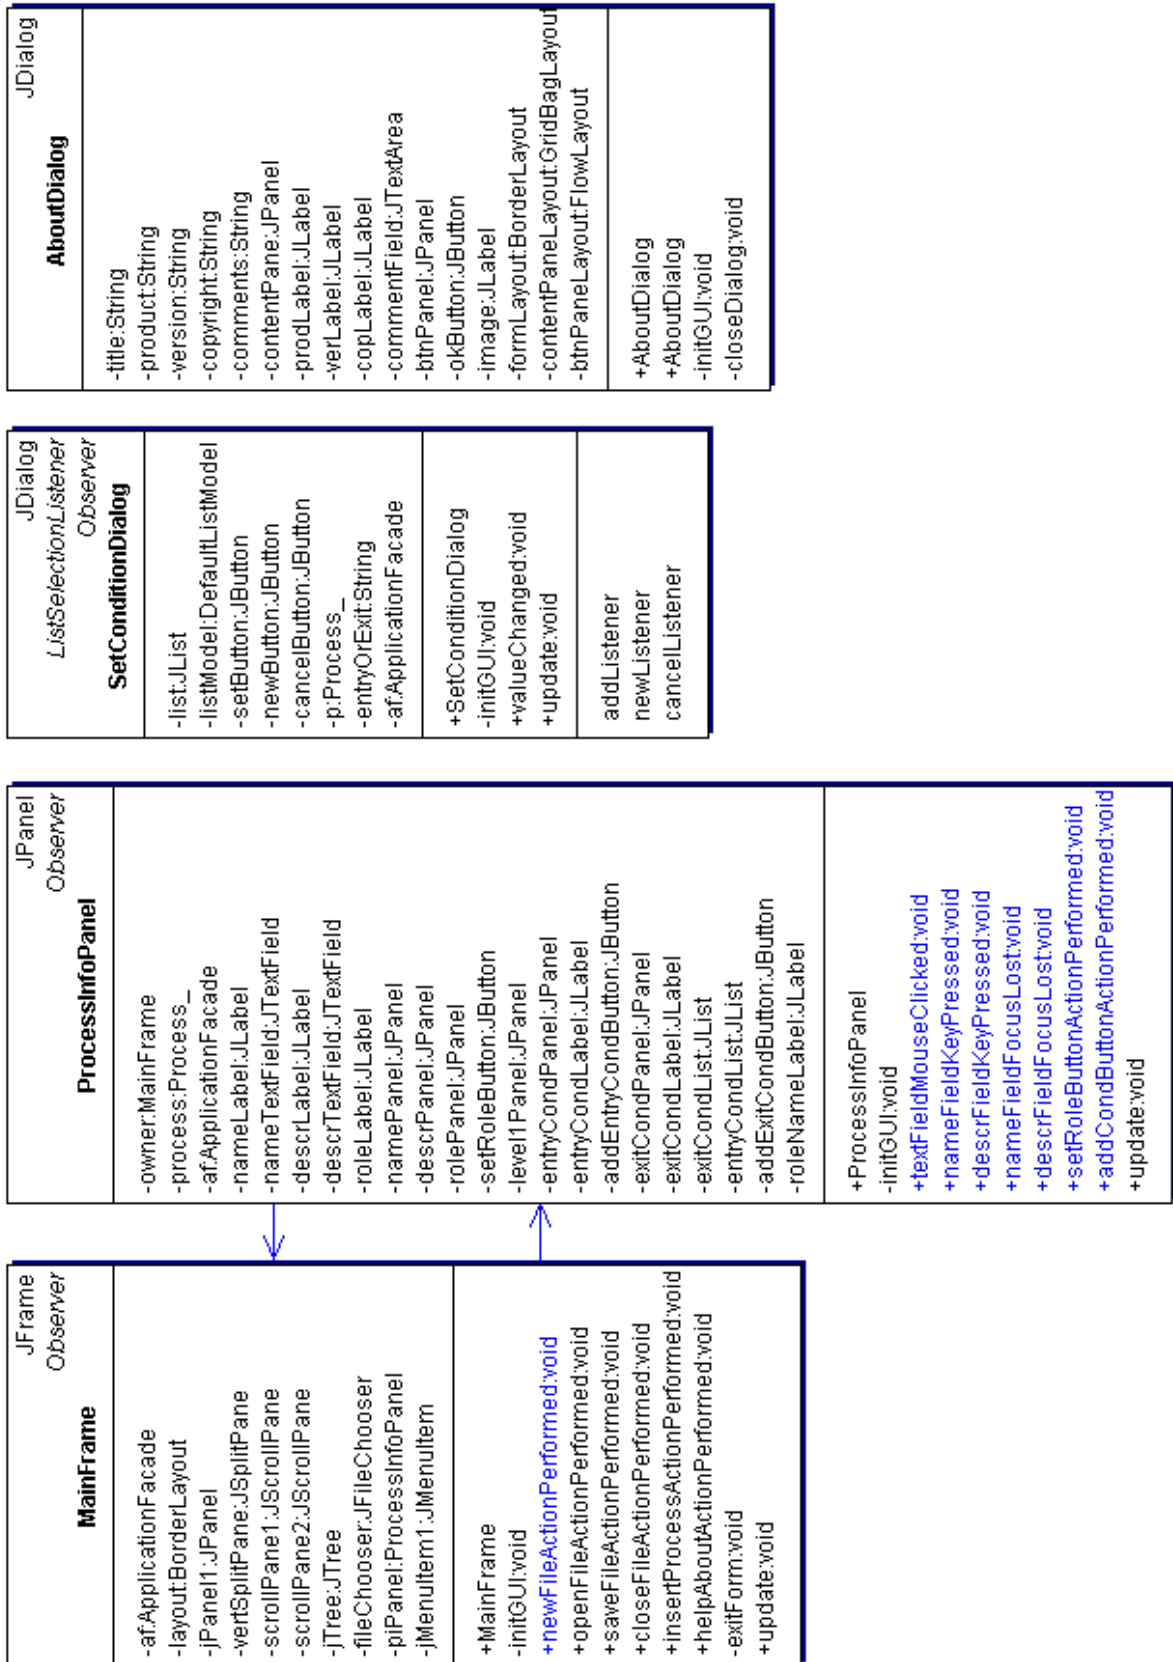 JFrame
Observer
MainFrame
-af:ApplicationFacade
-layout:BorderLayout
-jPanel1:JPanel
-vertSplitPane:JSplitPane
-scrollPane1:JScrollPane
-scrollPane2:JScrollPane
-jTree:JTree
-fileChooser:JFileChooser
-piPanel:ProcessInfoPanel
-jMenuItem1:JMenuItem
+MainFrame
-initGUI:void
+newFileActionPerformed:void
+openFileActionPerformed:void
+saveFileActionPerformed:void
+closeFileActionPerformed:void
+insertProcessActionPerformed:void
+helpAboutActionPerformed:void
-exitForm:void
+update:void
JPanel
Observer
ProcessInfoPanel
-owner:MainFrame
-process:Process_
-af:ApplicationFacade
-nameLabel:JLabel
-nameTextField:JTextField
-descrLabel:JLabel
-descrTextField:JTextField
-roleLabel:JLabel
-namePanel:JPanel
-descrPanel:JPanel
-rolePanel:JPanel
-setRoleButton:JButton
-level1Panel:JPanel
-entryCondPanel:JPanel
-entryCondLabel:JLabel
-addEntryCondButton:JButton
-exitCondPanel:JPanel
-exitCondLabel:JLabel
-exitCondList:JList
-entryCondList:JList
-addExitCondButton:JButton
-roleNameLabel:JLabel
+ProcessInfoPanel
-initGUI:void
+textFieldMouseClicked:void
+nameFieldKeyPressed:void
+descrFieldKeyPressed:void
+nameFieldFocusLost:void
+descrFieldFocusLost:void
+setRoleButtonActionPerformed:void
+addCondButtonActionPerformed:void
+update:void
JDialog
ListSelectionListener
Observer
SetConditionDialog
-list:JList
-listModel:DefaultListModel
-setButton:JButton
-newButton:JButton
-cancelButton:JButton
-p:Process_
-entryOrExit:String
-af:ApplicationFacade
+SetConditionDialog
-initGUI:void
+valueChanged:void
+update:void
addListener
newListener
cancelListener
JDialog
AboutDialog
-title:String
-product:String
-version:String
-copyright:String
-comments:String
-contentPane:JPanel
-prodLabel:JLabel
-verLabel:JLabel
-copLabel:JLabel
-commentField:JTextArea
-btnPanel:JPanel
-okButton:JButton
-image:JLabel
-formLayout:BorderLayout
-contentPaneLayout:GridBagLayout
-btnPaneLayout:FlowLayout
+AboutDialog
+AboutDialog
-initGUI:void
-closeDialog:void